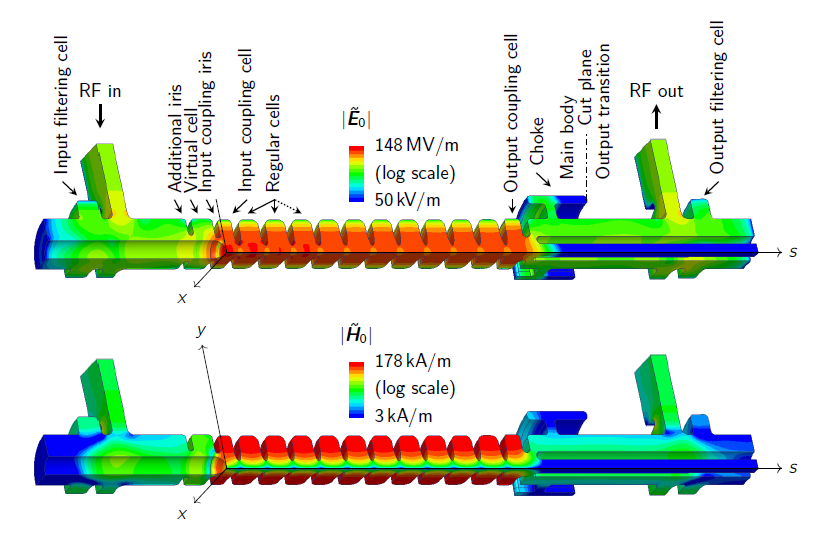 Input filtering cell
RF in
Additional iris
Virtual cell
Input coupling iris
Input coupling cell
Regular cells
|Ẽ₀|
148 MV/m
(log scale)
50 kV/m
Output coupling cell
Choke
Main body
Cut plane
Output transition
RF out
Output filtering cell
s
x
y
|H̃₀|
178 kA/m
(log scale)
3 kA/m
s
x